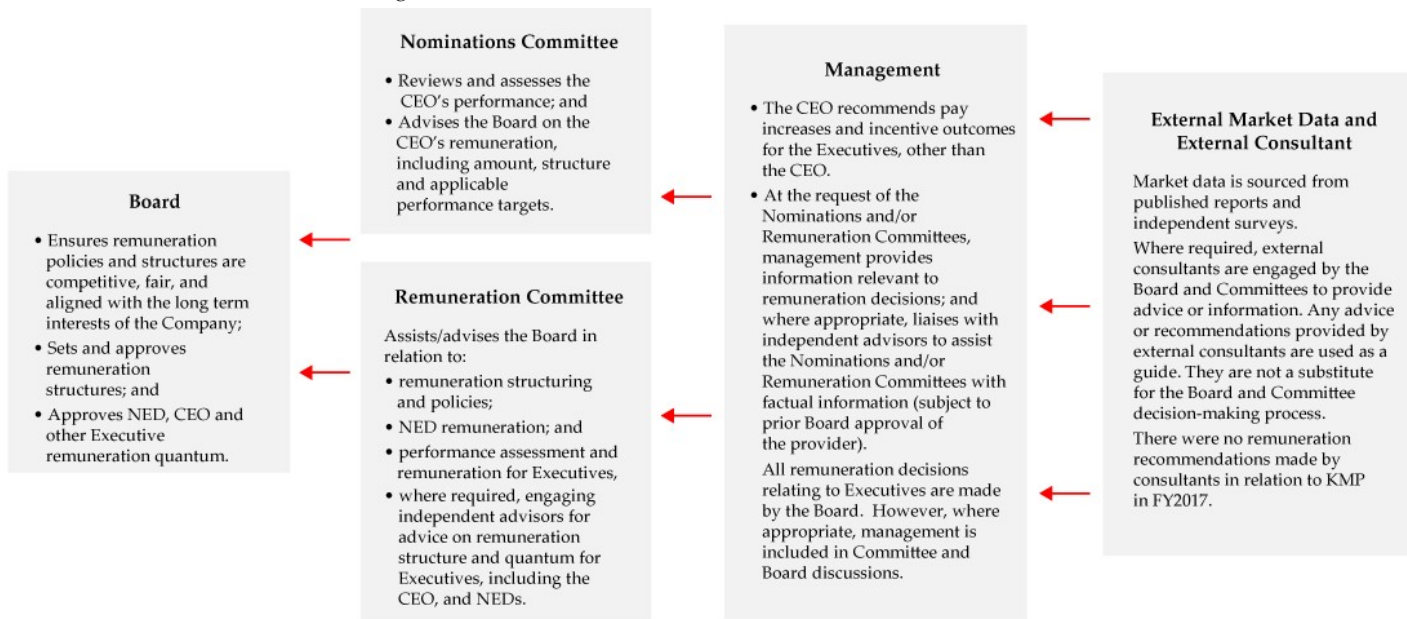 Board
• Ensures remuneration
policies and structures are
competitive, fair, and
aligned with the long term
interests of the Company;
• Sets and approves
remuneration
structures; and
• Approves NED, CEO and
other Executive
remuneration quantum.
Nominations Committee
• Reviews and assesses the
CEO’s performance; and
• Advises the Board on the
CEO’s remuneration,
including amount, structure
and applicable
performance targets.
Remuneration Committee
Assists/advises the Board in
relation to:
• remuneration structuring
and policies;
• NED remuneration; and
• performance assessment and
remuneration for Executives,
• where required, engaging
independent advisors for
advice on remuneration
structure and quantum for
Executives, including the
CEO, and NEDs.
Management
• The CEO recommends pay
increases and incentive outcomes
for the Executives, other than
the CEO.
• At the request of the
Nominations and/or
Remuneration Committees,
management provides
information relevant to
remuneration decisions; and
where appropriate, liaises with
independent advisors to assist
the Nominations and/or
Remuneration Committees with
factual information (subject to
prior Board approval of
the provider).
All remuneration decisions
relating to Executives are made
by the Board. However, where
appropriate, management is
included in Committee and
Board discussions.
External Market Data and
External Consultant
Market data is sourced from
published reports and
independent surveys.
Where required, external
consultants are engaged by the
Board and Committees to provide
advice or information. Any advice
or recommendations provided by
external consultants are used as a
guide. They are not a substitute
for the Board and Committee
decision-making process.
There were no remuneration
recommendations made by
consultants in relation to KMP
in FY2017.